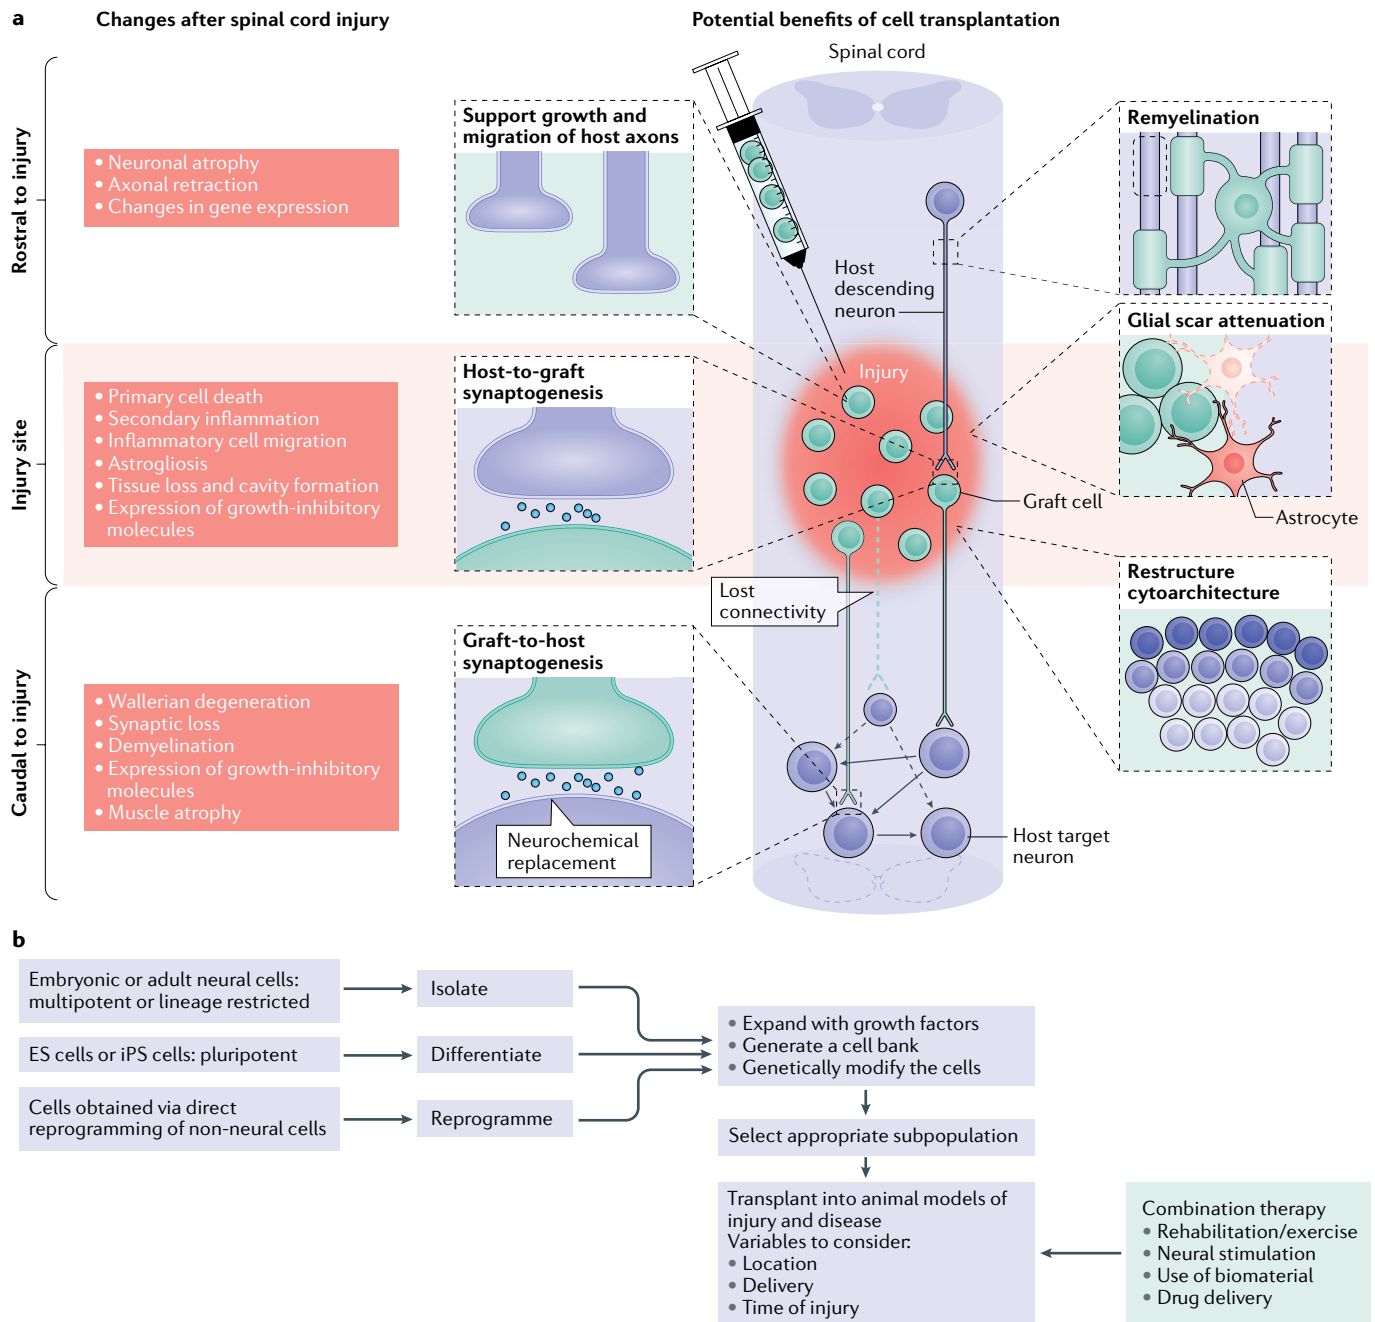 a
Changes after spinal cord injury
Potential benefits of cell transplantation
Rostral to injury
• Neuronal atrophy
• Axonal retraction
• Changes in gene expression
Support growth and
migration of host axons
Spinal cord
Host
descending
neuron
Remyelination
Injury site
• Primary cell death
• Secondary inflammation
• Inflammatory cell migration
• Astrogliosis
• Tissue loss and cavity formation
• Expression of growth-inhibitory
molecules
Host-to-graft
synaptogenesis
Injury
Graft cell
Lost
connectivity
Glial scar attenuation
Astrocyte
Restructure
cytoarchitecture
Caudal to injury
• Wallerian degeneration
• Synaptic loss
• Demyelination
• Expression of growth-inhibitory
molecules
• Muscle atrophy
Graft-to-host
synaptogenesis
Neurochemical
replacement
Host target
neuron
b
Embryonic or adult neural cells:
multipotent or lineage restricted
Isolate
ES cells or iPS cells: pluripotent
Differentiate
Cells obtained via direct
reprogramming of non-neural cells
Reprogramme
• Expand with growth factors
• Generate a cell bank
• Genetically modify the cells
Select appropriate subpopulation
Transplant into animal models of
injury and disease
Variables to consider:
• Location
• Delivery
• Time of injury
Combination therapy
• Rehabilitation/exercise
• Neural stimulation
• Use of biomaterial
• Drug delivery